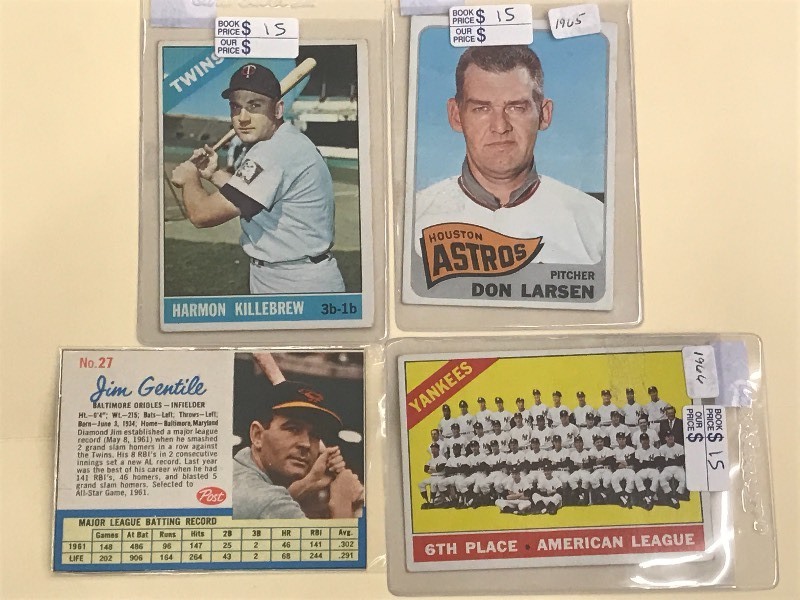 BOOK PRICE $ 15
OUR PRICE $
TWINS
HARMON KILLEBREW 3b-1b
BOOK PRICE $ 15
OUR PRICE $
1965
HOUSTON
ASTROS
PITCHER
DON LARSEN
No. 27
Jim Gentile
BALTIMORE ORIOLES - INFIELDER
Ht.-6'4" Wt.-215; Bats-Left; Throws-Left;
Born-June 3, 1934; Home-Baltimore, Maryland
Diamond Jim established a major league
record (May 8, 1961) when he smashed
2 grand slam homers in a row against
the Twins. His 8 RBI's in 2 consecutive
innings set a new AL record. Last year
was the best of his career when he had
141 RBI's, 46 homers, and blasted 5
grand slam homers. Selected to
All-Star Game, 1961.
Post
MAJOR LEAGUE BATTING RECORD
Games At Bat Runs Hits 2B 3B HR RBI Avg.
1961 148 486 96 147 25 2 46 141 .302
LIFE 202 906 164 264 43 2 68 244 .291
YANKEES
1966
BOOK PRICE $ 15
OUR PRICE $
6TH PLACE • AMERICAN LEAGUE